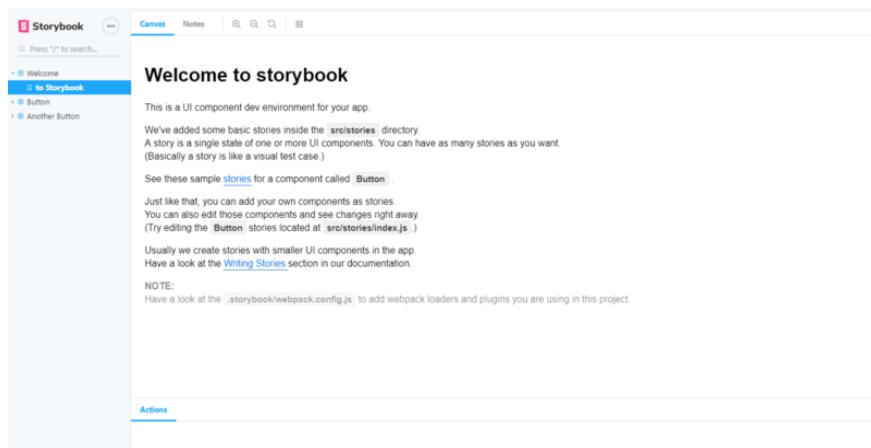 Storybook
Press "/" to search...
Welcome
to Storybook
Button
Another Button
Canvas
Notes
Welcome to storybook
This is a UI component dev environment for your app.
We've added some basic stories inside the src/stories directory.
A story is a single state of one or more UI components. You can have as many stories as you want.
(Basically a story is like a visual test case.)
See these sample stories for a component called Button .
Just like that, you can add your own components as stories.
You can also edit those components and see changes right away.
(Try editing the Button stories located at src/stories/index.js .)
Usually we create stories with smaller UI components in the app.
Have a look at the Writing Stories section in our documentation.
NOTE:
Have a look at the .storybook/webpack.config.js to add webpack loaders and plugins you are using in this project.
Actions